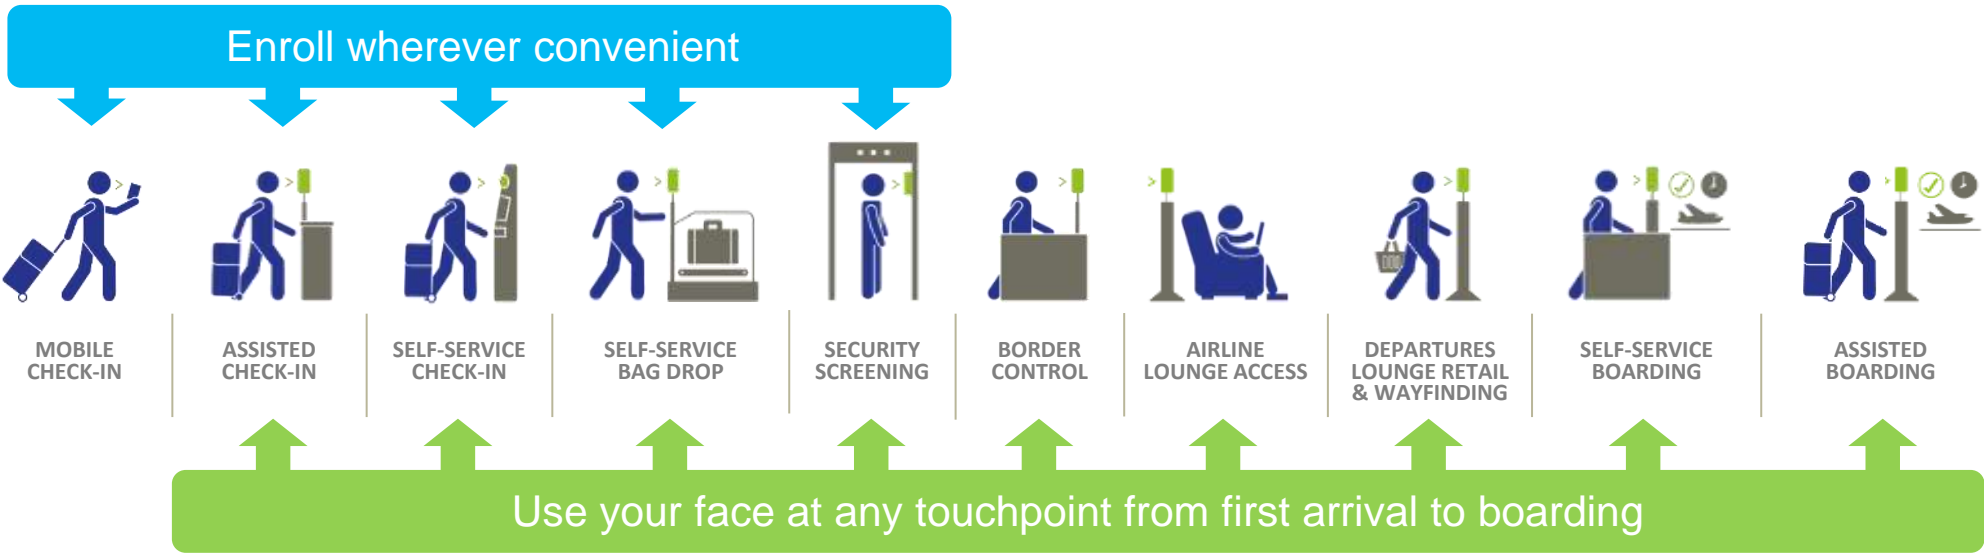 Enroll wherever convenient
MOBILE
CHECK-IN
ASSISTED
CHECK-IN
SELF-SERVICE
CHECK-IN
SELF-SERVICE
BAG DROP
SECURITY
SCREENING
BORDER
CONTROL
AIRLINE
LOUNGE ACCESS
DEPARTURES
LOUNGE RETAIL
& WAYFINDING
SELF-SERVICE
BOARDING
ASSISTED
BOARDING
Use your face at any touchpoint from first arrival to boarding